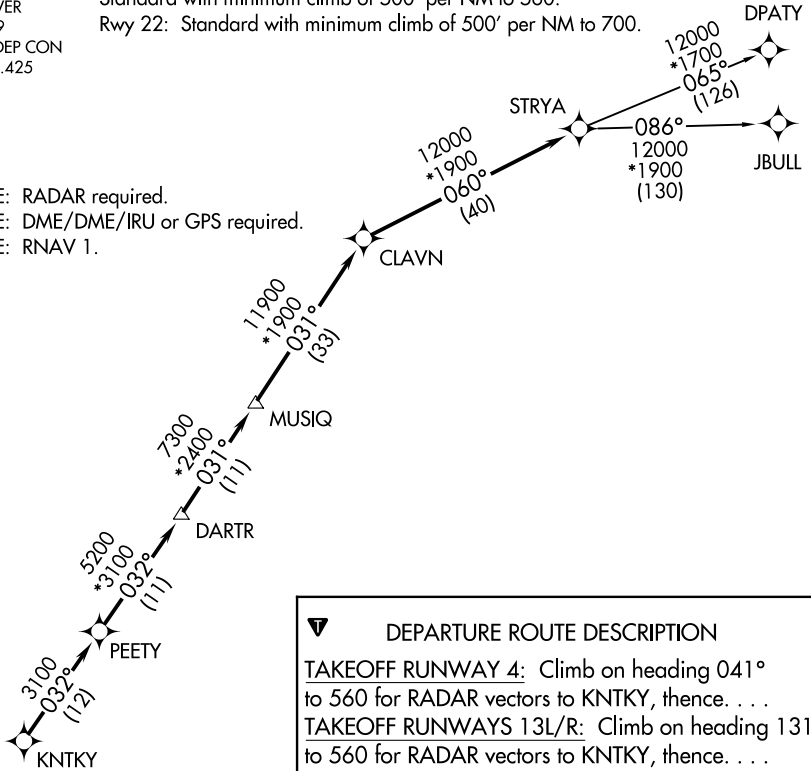 Standard with minimum climb of 500' per NM to 560.
Rwy 22: Standard with minimum climb of 500' per NM to 700.
DEP CON
.425
DPATY
12000
*1700
065°
(126)
STRYA
086°
12000
*1900
(130)
JBULL
12000
*1900
060°
(40)
RADAR required.
DME/DME/IRU or GPS required.
RNAV 1.
CLAVN
11900
*1900
031°
(33)
MUSIQ
7300
*2400
031°
(11)
DARTR
5200
*3100
032°
(11)
PEETY
3100
032°
(12)
KNTKY
T
DEPARTURE ROUTE DESCRIPTION
TAKEOFF RUNWAY 4: Climb on heading 041°
to 560 for RADAR vectors to KNTKY, thence. . . .
TAKEOFF RUNWAYS 13L/R: Climb on heading 131
to 560 for RADAR vectors to KNTKY, thence. . . .